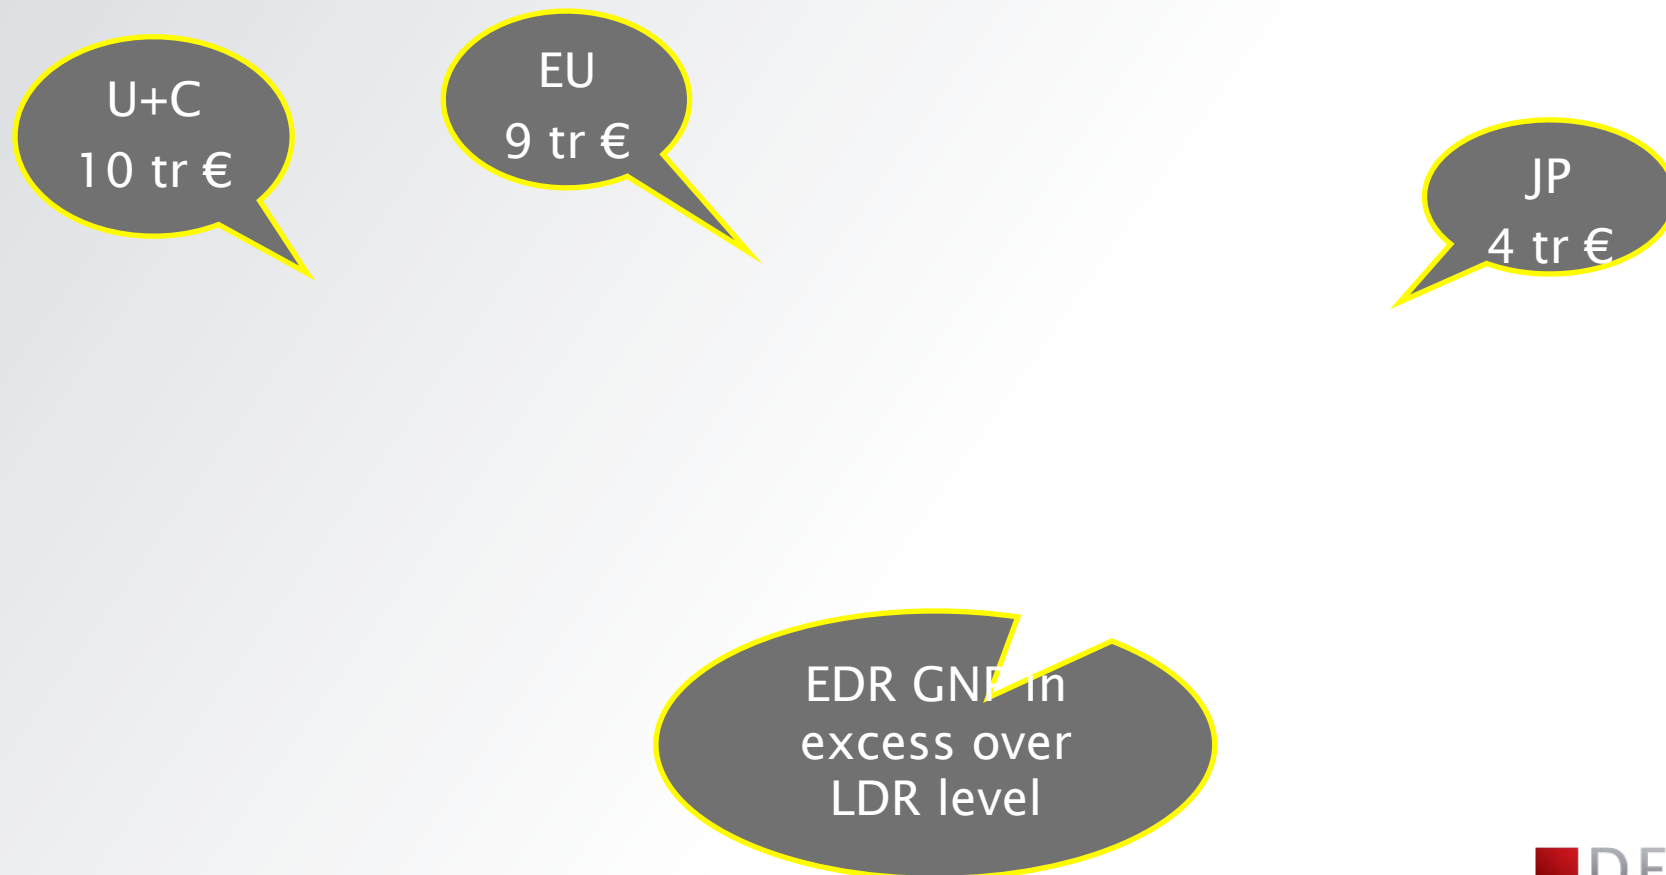 U+C
10 tr €
EU
9 tr €
JP
4 tr €
EDR GNP in
excess over
LDR level